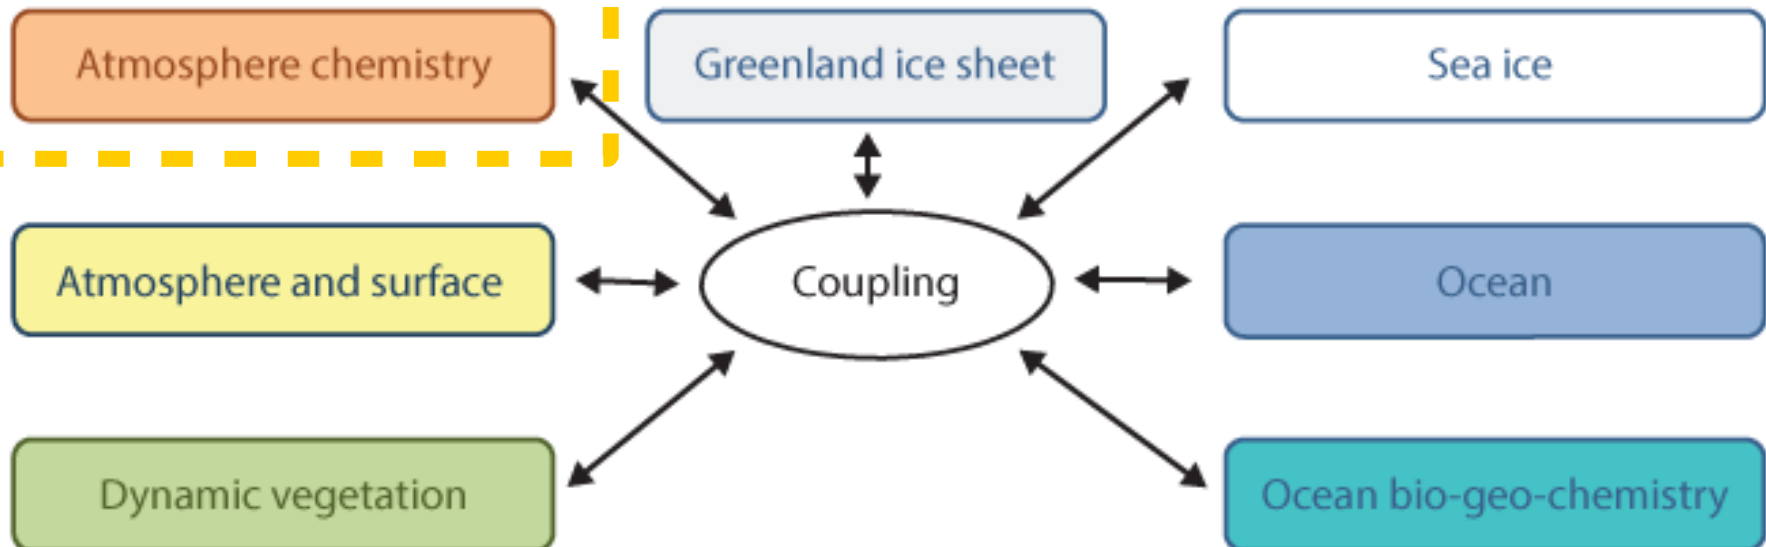 Atmosphere chemistry
Greenland ice sheet
Sea ice
Atmosphere and surface
Coupling
Ocean
Dynamic vegetation
Ocean bio-geo-chemistry